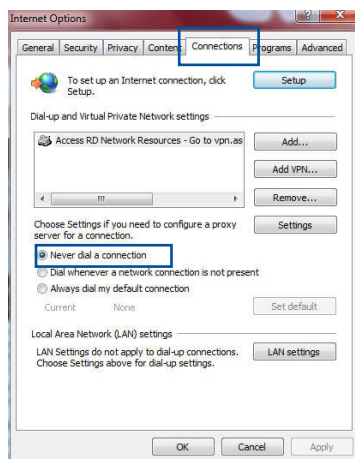 Internet Options
General Security Privacy Content Connections Programs Advanced
To set up an Internet connection, click
Setup.
Setup
Dial-up and Virtual Private Network settings
Access RD Network Resources - Go to vpn.as
Add...
Add VPN...
Remove...
Choose Settings if you need to configure a proxy
server for a connection.
Settings
Never dial a connection
Dial whenever a network connection is not present
Always dial my default connection
Current None
Set default
Local Area Network (LAN) settings
LAN Settings do not apply to dial-up connections.
Choose Settings above for dial-up settings.
LAN settings
OK Cancel Apply